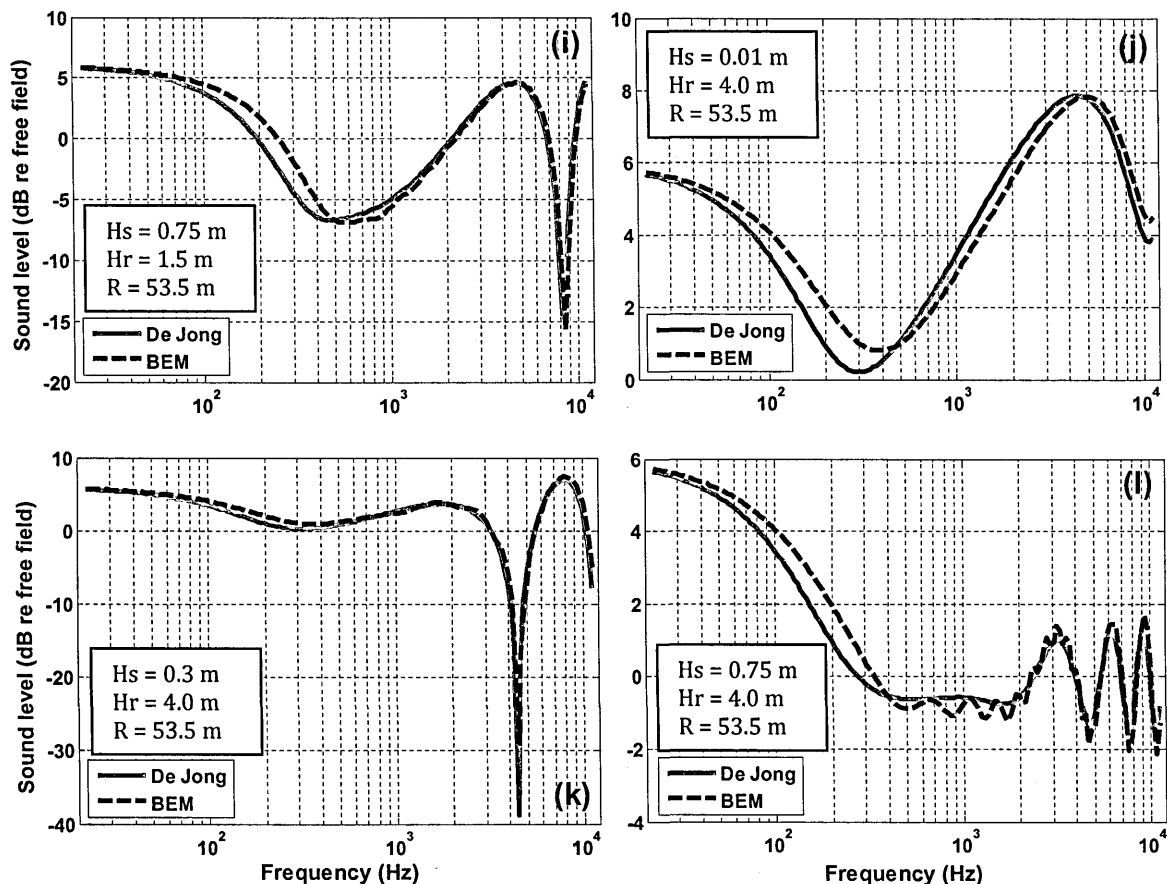 (i)
10
5
0
-5
-10
-15
-20
Sound level (dB re free field)
Hs = 0.75 m
Hr = 1.5 m
R = 53.5 m
De Jong
BEM
10²
10³
10⁴
(j)
10
8
6
4
2
0
Hs = 0.01 m
Hr = 4.0 m
R = 53.5 m
De Jong
BEM
10²
10³
10⁴
(k)
10
0
-10
-20
-30
-40
Sound level (dB re free field)
Hs = 0.3 m
Hr = 4.0 m
R = 53.5 m
De Jong
BEM
10²
10³
10⁴
Frequency (Hz)
(l)
6
4
2
0
-2
-4
Hs = 0.75 m
Hr = 4.0 m
R = 53.5 m
De Jong
BEM
10²
10³
10⁴
Frequency (Hz)